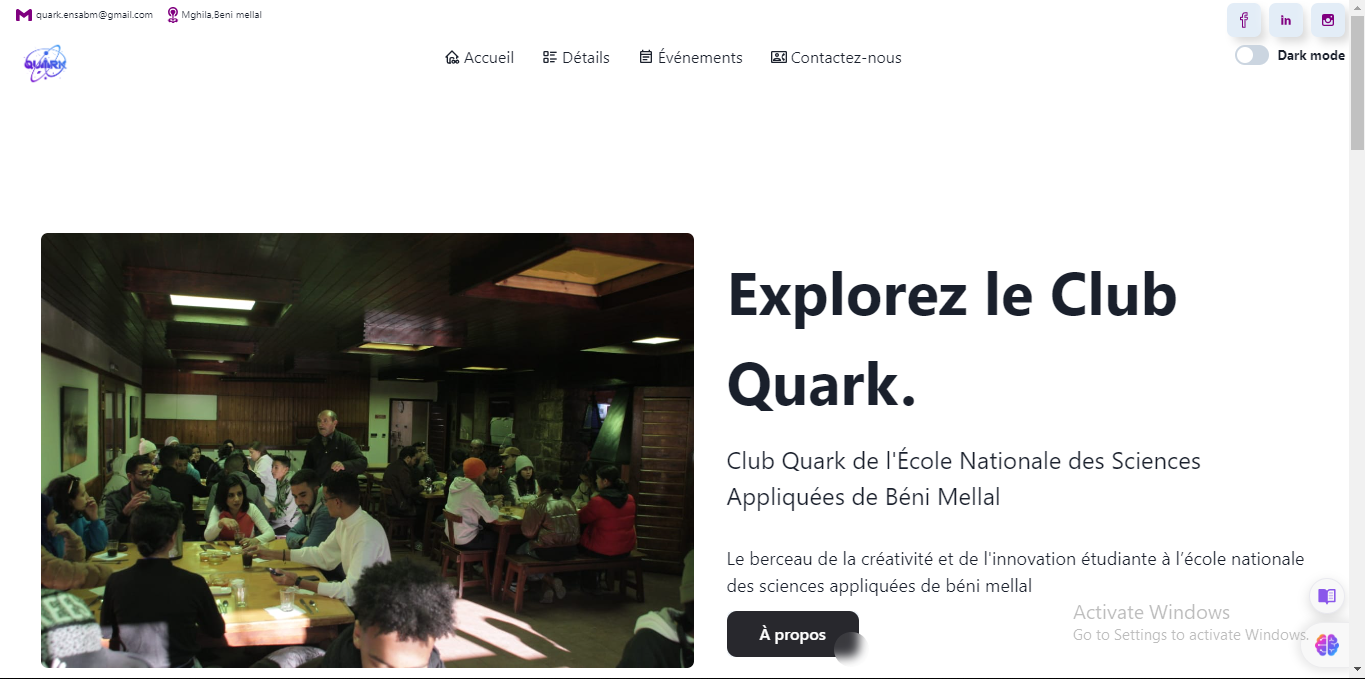 quark.ensabm@gmail.com
Mghila,Beni mellal
QUARK
Accueil
Détails
Événements
Contactez-nous
Dark mode
Explorez le Club
Quark.
Club Quark de l'École Nationale des Sciences
Appliquées de Béni Mellal
Le berceau de la créativité et de l'innovation étudiante à l’école nationale
des sciences appliquées de béni mellal
À propos
Activate Windows
Go to Settings to activate Windows.